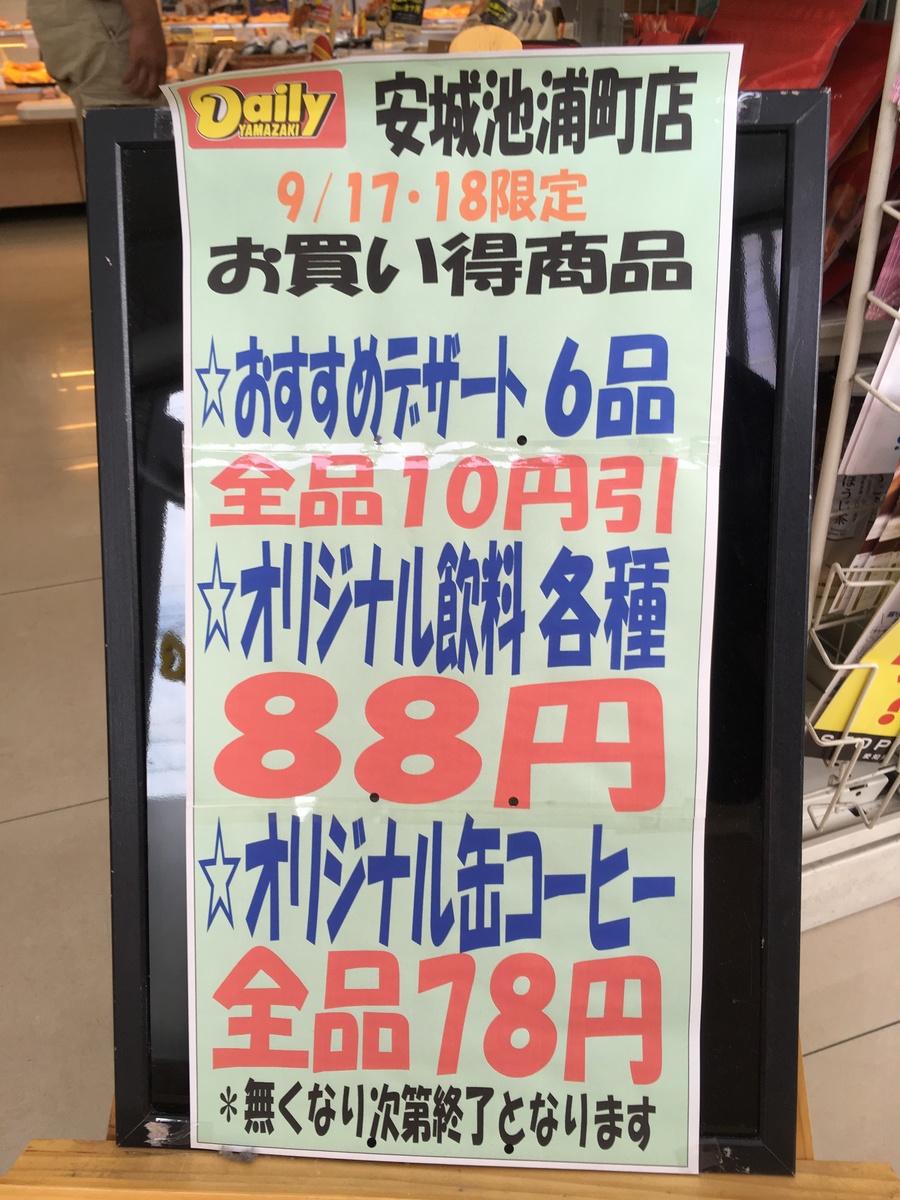 Daily
YAMAZAKI
安城池浦町店
9/17・18限定
お買い得商品
☆おすすめデザート 6品
全品10円引
☆オリジナル飲料 各種
88円
☆オリジナル缶コーヒー
全品78円
＊無くなり次第終了となります
ほうじ茶